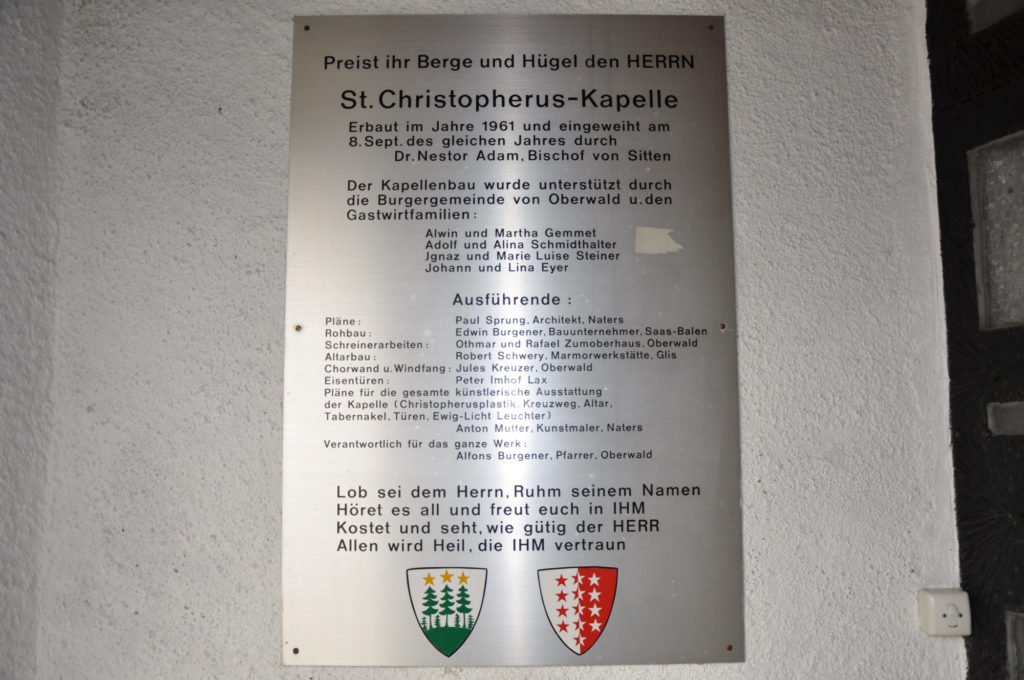 Preist ihr Berge und Hügel den HERRN
St. Christopherus-Kapelle
Erbaut im Jahre 1961 und eingeweiht am
8. Sept. des gleichen Jahres durch
Dr. Nestor Adam, Bischof von Sitten
Der Kapellenbau wurde unterstützt durch
die Burgergemeinde von Oberwald u. den
Gastwirtfamilien :
Alwin und Martha Gemmet
Adolf und Alina Schmidthalter
Jgnaz und Marie Luise Steiner
Johann und Lina Eyer
Ausführende :
Pläne : Paul Sprung, Architekt, Naters
Rohbau : Edwin Burgener, Bauunternehmer, Saas-Balen
Schreinerarbeiten : Othmar und Rafael Zumoberhaus, Oberwald
Altarbau : Robert Schwery, Marmorwerkstätte, Glis
Chorwand u. Windfang : Jules Kreuzer, Oberwald
Eisentüren : Peter Imhof Lax
Pläne für die gesamte künstlerische Ausstattung
der Kapelle (Christopherusplastik, Kreuzweg, Altar,
Tabernakel, Türen, Ewig-Licht Leuchter)
Anton Mutter, Kunstmaler, Naters
Verantwortlich für das ganze Werk :
Alfons Burgener, Pfarrer, Oberwald
Lob sei dem Herrn, Ruhm seinem Namen
Höret es all und freut euch in IHM
Kostet und seht, wie gütig der HERR
Allen wird Heil, die IHM vertraun